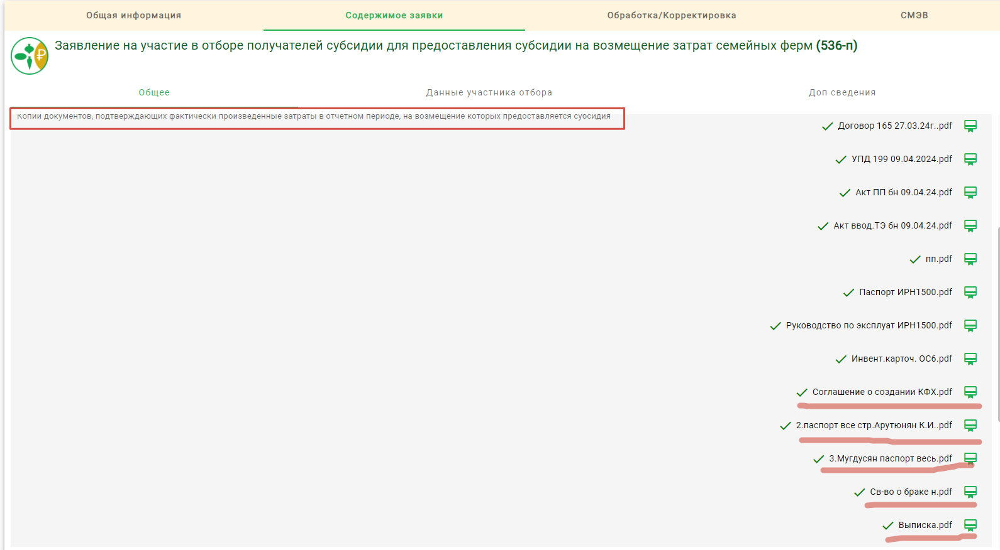 Общая информация
Содержимое заявки
Обработка/Корректировка
СМЭВ
Заявление на участие в отборе получателей субсидии для предоставления субсидии на возмещение затрат семейных ферм (536-п)
Общее
Данные участника отбора
Доп сведения
Копии документов, подтверждающих фактически произведенные затраты в отчетном периоде, на возмещение которых предоставляется субсидия
Договор 165 27.03.24г..pdf
УПД 199 09.04.2024.pdf
Акт ПП бн 09.04.24.pdf
Акт ввод.ТЭ бн 09.04.24.pdf
пп.pdf
Паспорт ИРН1500.pdf
Руководство по эксплуат ИРН1500.pdf
Инвент.карточ. ОС6.pdf
Соглашение о создании КФХ.pdf
2.паспорт все стр.Арутюнян К.И..pdf
3.Мугдусян паспорт весь.pdf
Св-во о браке н.pdf
Выписка.pdf